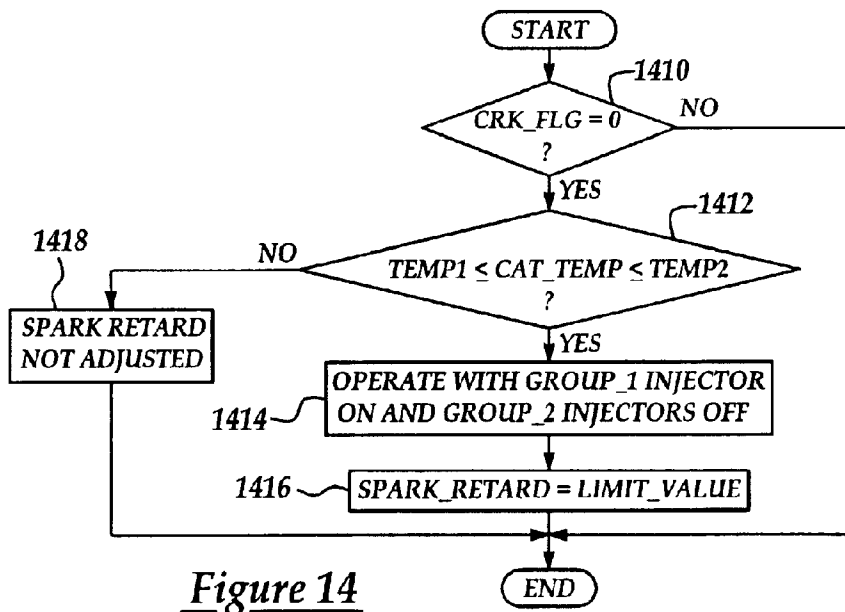 START
1410
CRK_FLG = 0
?
NO
YES
1412
TEMP1 ≤ CAT_TEMP ≤ TEMP2
?
NO
1418
SPARK RETARD
NOT ADJUSTED
YES
OPERATE WITH GROUP_1 INJECTOR
ON AND GROUP_2 INJECTORS OFF
1414
1416
SPARK_RETARD = LIMIT_VALUE
END
Figure 14